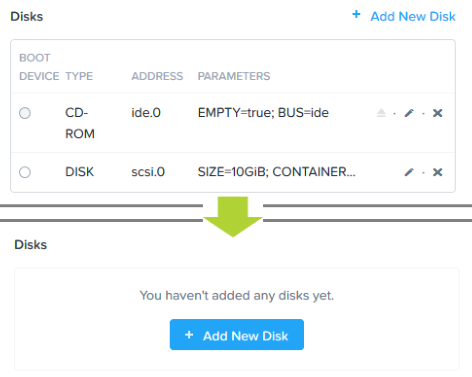 Disks
+ Add New Disk
BOOT
DEVICE TYPE ADDRESS PARAMETERS
CD- ide.0 EMPTY=true; BUS=ide
ROM
DISK scsi.0 SIZE=10GiB; CONTAINER...
Disks
You haven't added any disks yet.
+ Add New Disk